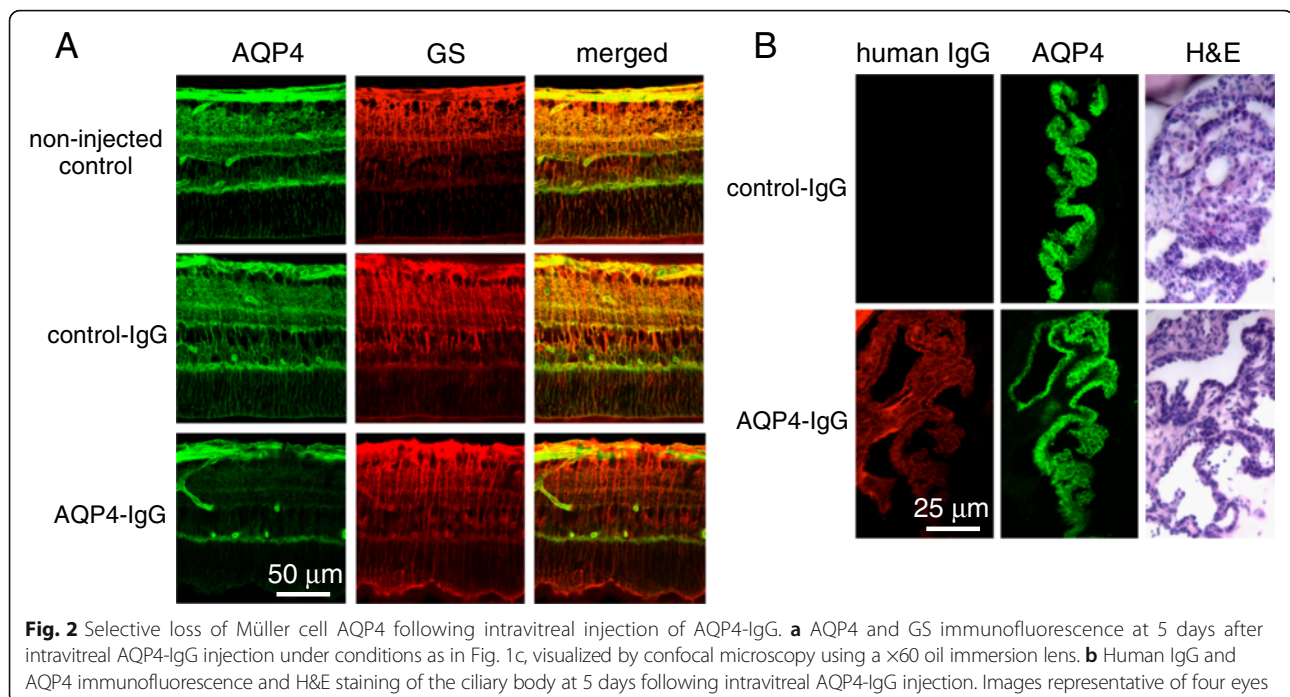 A
AQP4 GS merged
non-injected
control
control-IgG
AQP4-IgG
50 μm
B
human IgG AQP4 H&E
control-IgG
AQP4-IgG
25 μm
Fig. 2 Selective loss of Müller cell AQP4 following intravitreal injection of AQP4-IgG. a AQP4 and GS immunofluorescence at 5 days after
intravitreal AQP4-IgG injection under conditions as in Fig. 1c, visualized by confocal microscopy using a ×60 oil immersion lens. b Human IgG and
AQP4 immunofluorescence and H&E staining of the ciliary body at 5 days following intravitreal AQP4-IgG injection. Images representative of four eyes